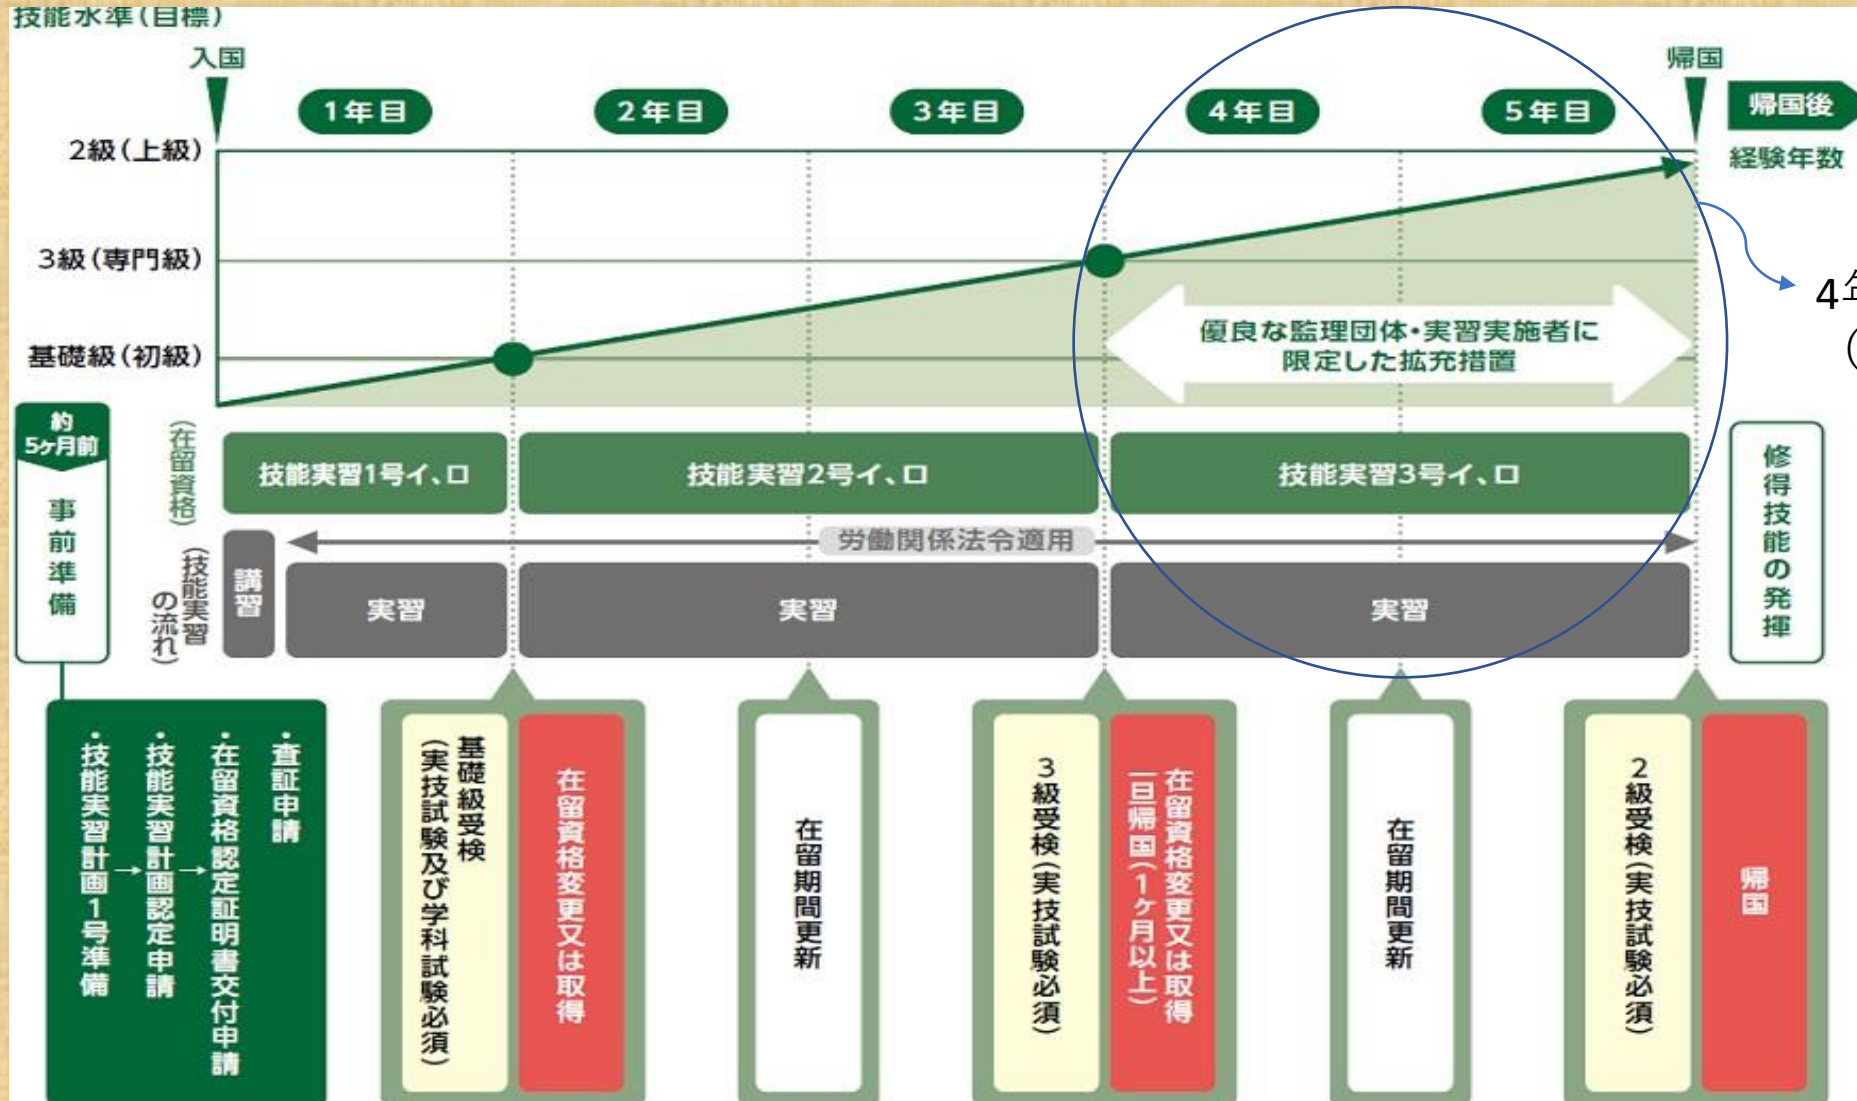 技能水準(目標)
入国
帰国
1年目
2年目
3年目
4年目
5年目
帰国後
経験年数
2級(上級)
3級(専門級)
基礎級(初級)
優良な監理団体・実習実施者に
限定した拡充措置
4年
(
約
5ヶ月前
事前準備
(在留資格)
技能実習1号イ、ロ
技能実習2号イ、ロ
技能実習3号イ、ロ
修得技能の発揮
労働関係法令適用
(技能実習
の流れ)
講習
実習
実習
実習
・技能実習計画1号準備
→
・技能実習計画認定申請
→
・在留資格認定証明書交付申請
・査証申請
基礎級受検
(実技試験及び学科試験必須)
在留資格変更又は取得
在留期間更新
3級受検(実技試験必須)
在留資格変更又は取得
一旦帰国(1ヶ月以上)
在留期間更新
2級受検(実技試験必須)
帰国